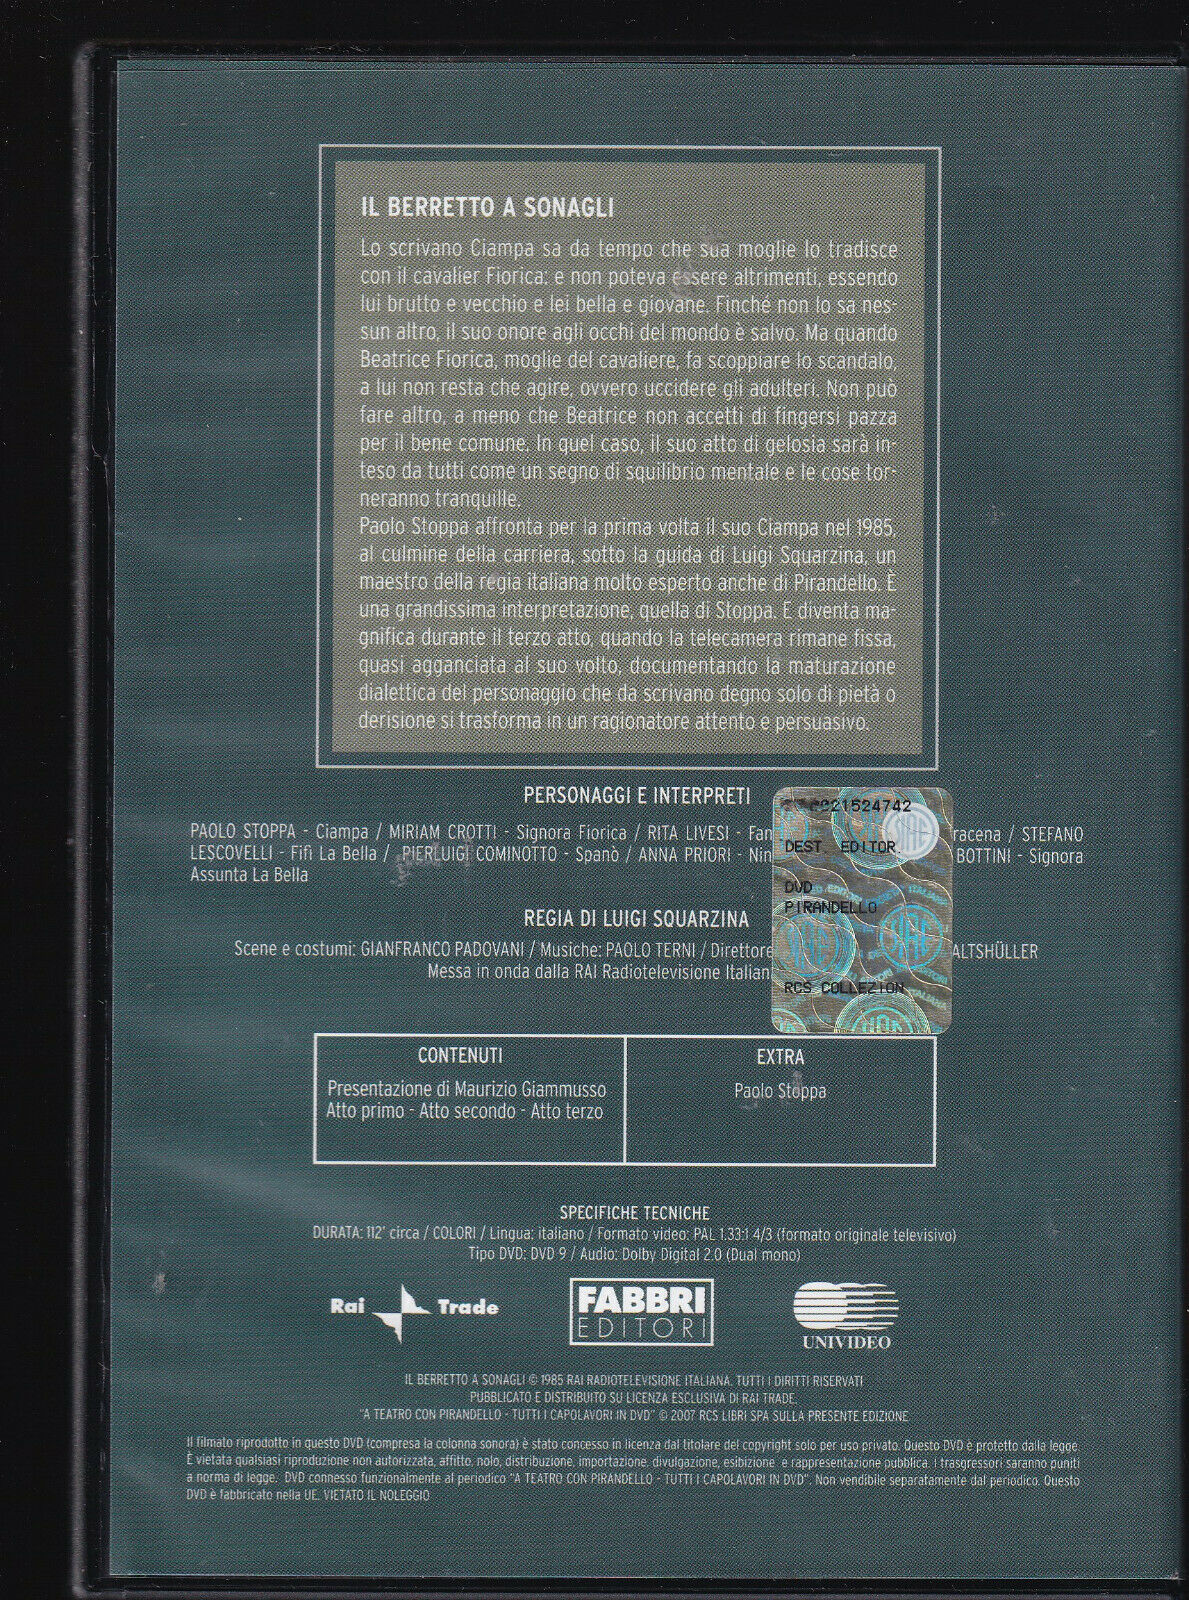 IL BERRETTO A SONAGLI
Lo scrivano Ciampa sa da tempo che sua moglie lo tradisce
con il cavalier Fiorica: e non poteva essere altrimenti, essendo
lui brutto e vecchio e lei bella e giovane. Finché non lo sa nes-
sun altro, il suo onore agli occhi del mondo è salvo. Ma quando
Beatrice Fiorica, moglie del cavaliere, fa scoppiare lo scandalo,
a lui non resta che agire, ovvero uccidere gli adulteri. Non può
fare altro, a meno che Beatrice non accetti di fingersi pazza
per il bene comune. In quel caso, il suo atto di gelosia sarà in-
teso da tutti come un segno di squilibrio mentale e le cose tor-
neranno tranquille.
Paolo Stoppa affronta per la prima volta il suo Ciampa nel 1985,
al culmine della carriera, sotto la guida di Luigi Squarzina, un
maestro della regia italiana molto esperto anche di Pirandello. È
una grandissima interpretazione, quella di Stoppa. E diventa ma-
gnifica durante il terzo atto, quando la telecamera rimane fissa,
quasi agganciata al suo volto, documentando la maturazione
dialettica del personaggio che da scrivano degno solo di pietà o
derisione si trasforma in un ragionatore attento e persuasivo.
PERSONAGGI E INTERPRETI
PAOLO STOPPA - Ciampa / MIRIAM CROTTI - Signora Fiorica / RITA LIVESI - Fan racena / STEFANO
LESCOVELLI - Fifì La Bella / PIERLUIGI COMINOTTO - Spanò / ANNA PRIORI - Nin BOTTINI - Signora
Assunta La Bella
REGIA DI LUIGI SQUARZINA
Scene e costumi: GIANFRANCO PADOVANI / Musiche: PAOLO TERNI / Direttore ALTSHÜLLER
Messa in onda dalla RAI Radiotelevisione Italian
21524742
DEST. EDITOR.
DVD
PIRANDELLO
RCS COLLEZION
CONTENUTI
Presentazione di Maurizio Giammusso
Atto primo - Atto secondo - Atto terzo
EXTRA
Paolo Stoppa
SPECIFICHE TECNICHE
DURATA: 112' circa / COLORI / Lingua: italiano / Formato video: PAL 1.33:1 4/3 (formato originale televisivo)
Tipo DVD: DVD 9 / Audio: Dolby Digital 2.0 (Dual mono)
Rai Trade
FABBRI
EDITORI
UNIVIDEO
IL BERRETTO A SONAGLI © 1985 RAI RADIOTELEVISIONE ITALIANA. TUTTI I DIRITTI RISERVATI
PUBBLICATO E DISTRIBUITO SU LICENZA ESCLUSIVA DI RAI TRADE.
"A TEATRO CON PIRANDELLO - TUTTI I CAPOLAVORI IN DVD" © 2007 RCS LIBRI SPA SULLA PRESENTE EDIZIONE
Il filmato riprodotto in questo DVD (compresa la colonna sonora) è stato concesso in licenza dal titolare del copyright solo per uso privato. Questo DVD è protetto dalla legge.
È vietata qualsiasi riproduzione non autorizzata, affitto, nolo, distribuzione, importazione, divulgazione, esibizione e rappresentazione pubblica. I trasgressori saranno puniti
a norma di legge. DVD connesso funzionalmente al periodico "A TEATRO CON PIRANDELLO - TUTTI I CAPOLAVORI IN DVD". Non vendibile separatamente dal periodico. Questo
DVD è fabbricato nella UE. VIETATO IL NOLEGGIO